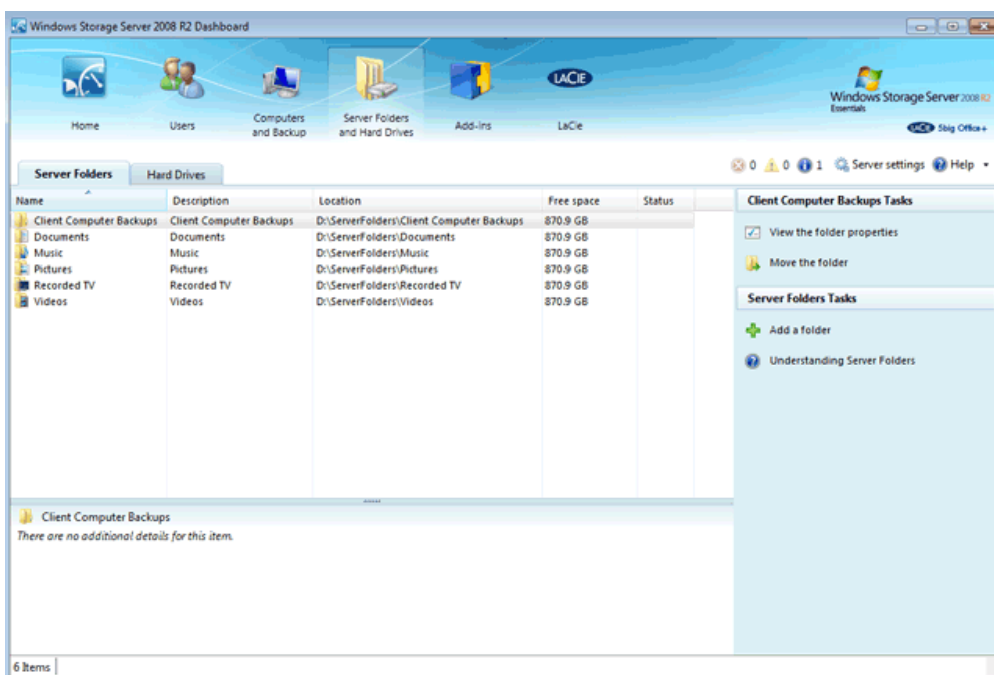 Windows Storage Server 2008 R2 Dashboard
Home
Users
Computers and Backup
Server Folders and Hard Drives
Add-Ins
LaCie
LACIE
Windows Storage Server 2008 R2
Essentials
LACIE 5big Office+
Server Folders
Hard Drives
0 0 1 Server settings Help
Name Description Location Free space Status
Client Computer Backups Client Computer Backups D:\ServerFolders\Client Computer Backups 870.9 GB
Documents Documents D:\ServerFolders\Documents 870.9 GB
Music Music D:\ServerFolders\Music 870.9 GB
Pictures Pictures D:\ServerFolders\Pictures 870.9 GB
Recorded TV Recorded TV D:\ServerFolders\Recorded TV 870.9 GB
Videos Videos D:\ServerFolders\Videos 870.9 GB
Client Computer Backups Tasks
View the folder properties
Move the folder
Server Folders Tasks
Add a folder
Understanding Server Folders
Client Computer Backups
There are no additional details for this item.
6 Items